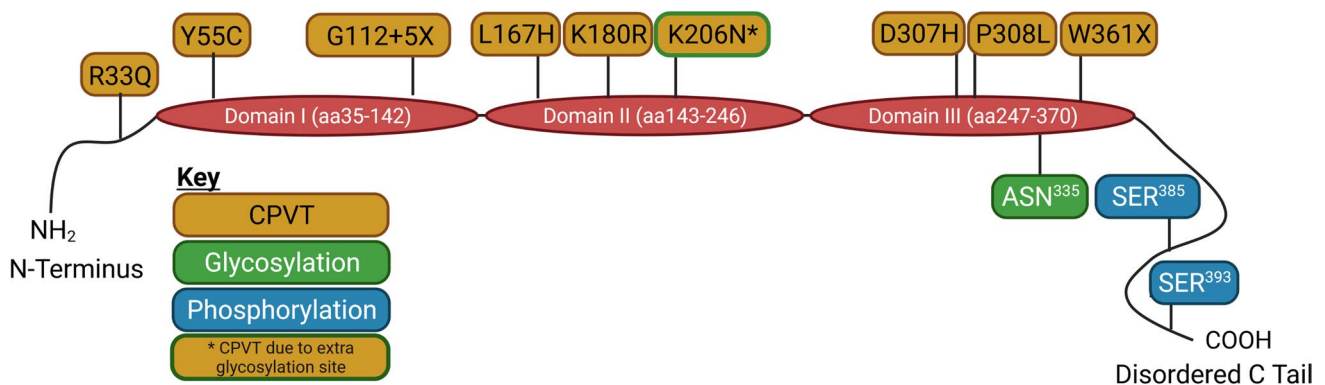 R33Q
Y55C
G112+5X
L167H
K180R
K206N*
D307H
P308L
W361X
Domain I (aa35-142)
Domain II (aa143-246)
Domain III (aa247-370)
ASN³³⁵
SER³⁸⁵
SER³⁹³
NH₂
N-Terminus
COOH
Disordered C Tail
Key
CPVT
Glycosylation
Phosphorylation
* CPVT due to extra
glycosylation site